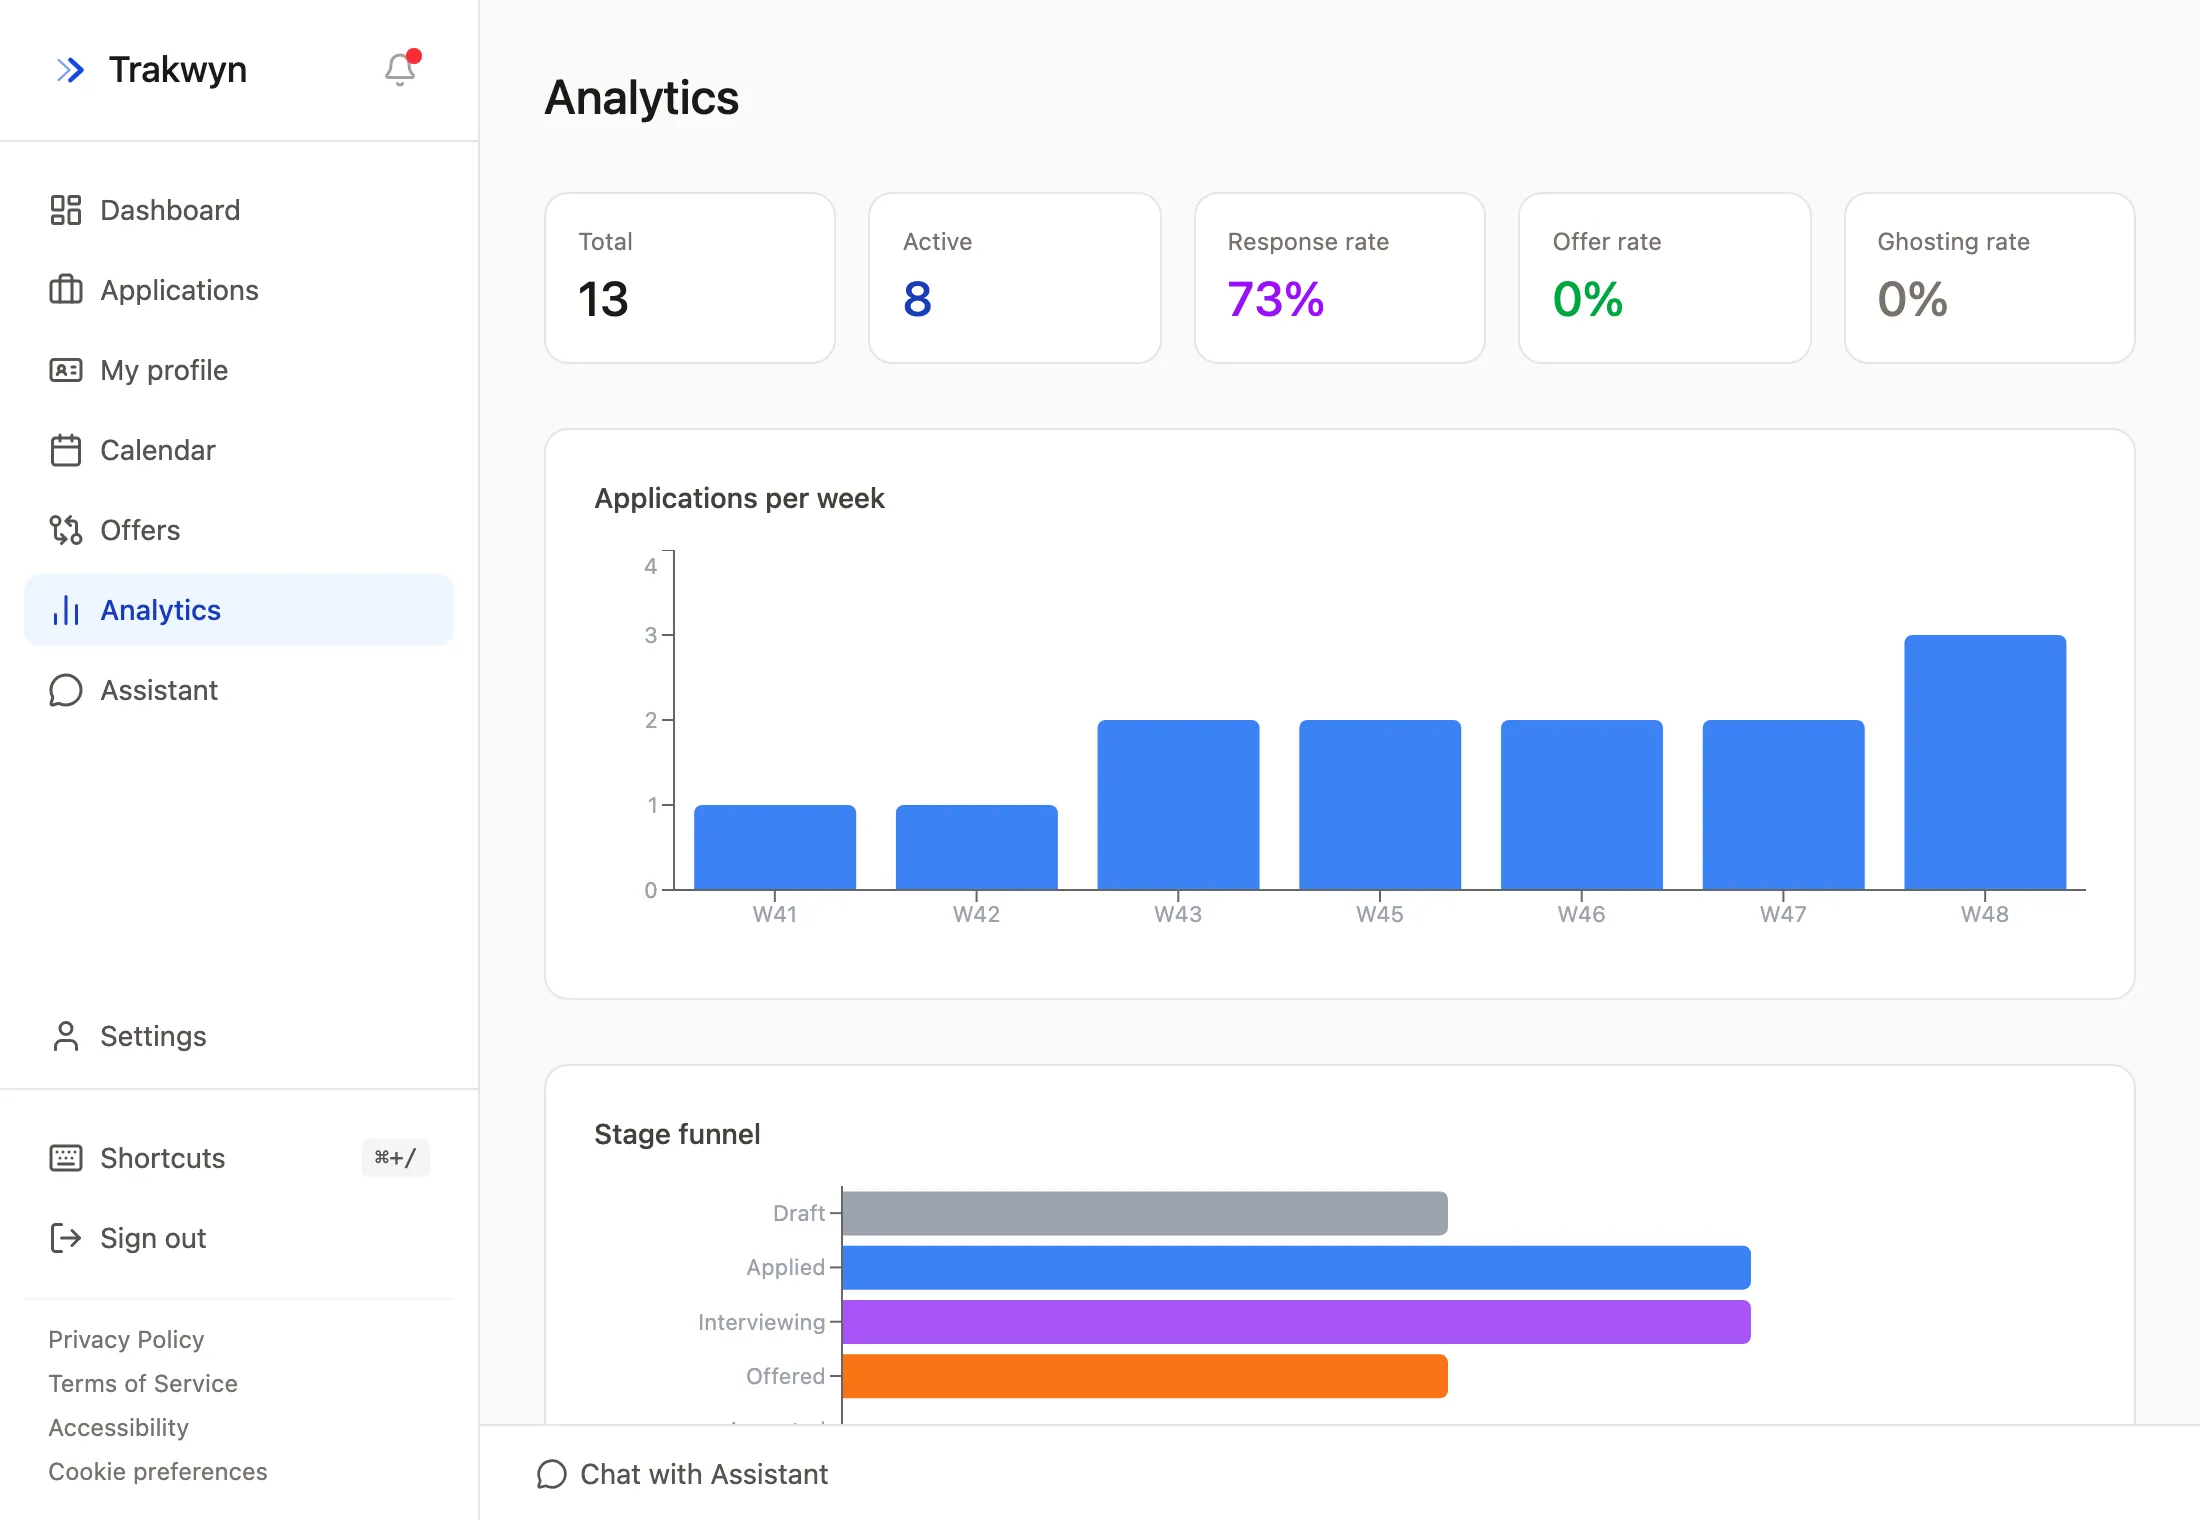 Trakwyn
Dashboard
Applications
My profile
Calendar
Offers
Analytics
Assistant
Settings
Shortcuts ⌘+/
Sign out
Privacy Policy
Terms of Service
Accessibility
Cookie preferences
Analytics
Total
13
Active
8
Response rate
73%
Offer rate
0%
Ghosting rate
0%
Applications per week
4
3
2
1
0
W41 W42 W43 W45 W46 W47 W48
Stage funnel
Draft
Applied
Interviewing
Offered
Chat with Assistant